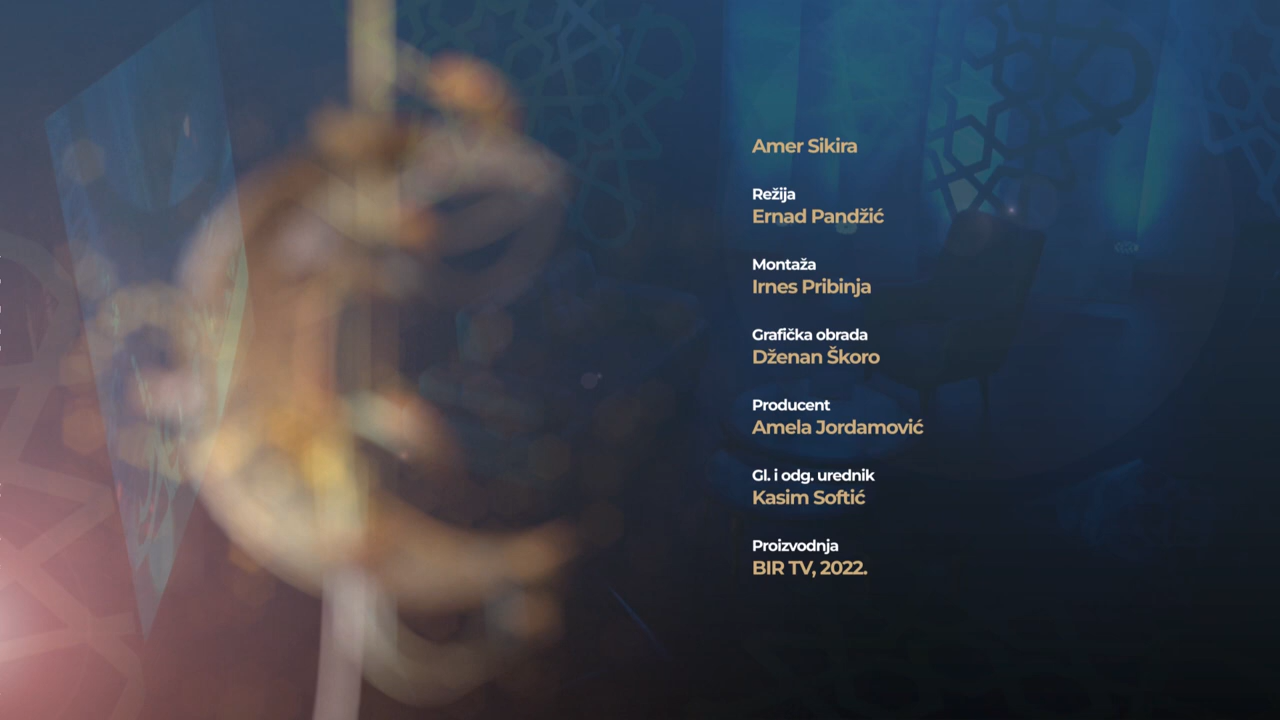 Amer Sikira
Režija
Ernad Pandžić
Montaža
Irnes Pribinja
Grafička obrada
Dženan Škoro
Producent
Amela Jordamović
Gl. i odg. urednik
Kasim Softić
Proizvodnja
BIR TV, 2022.